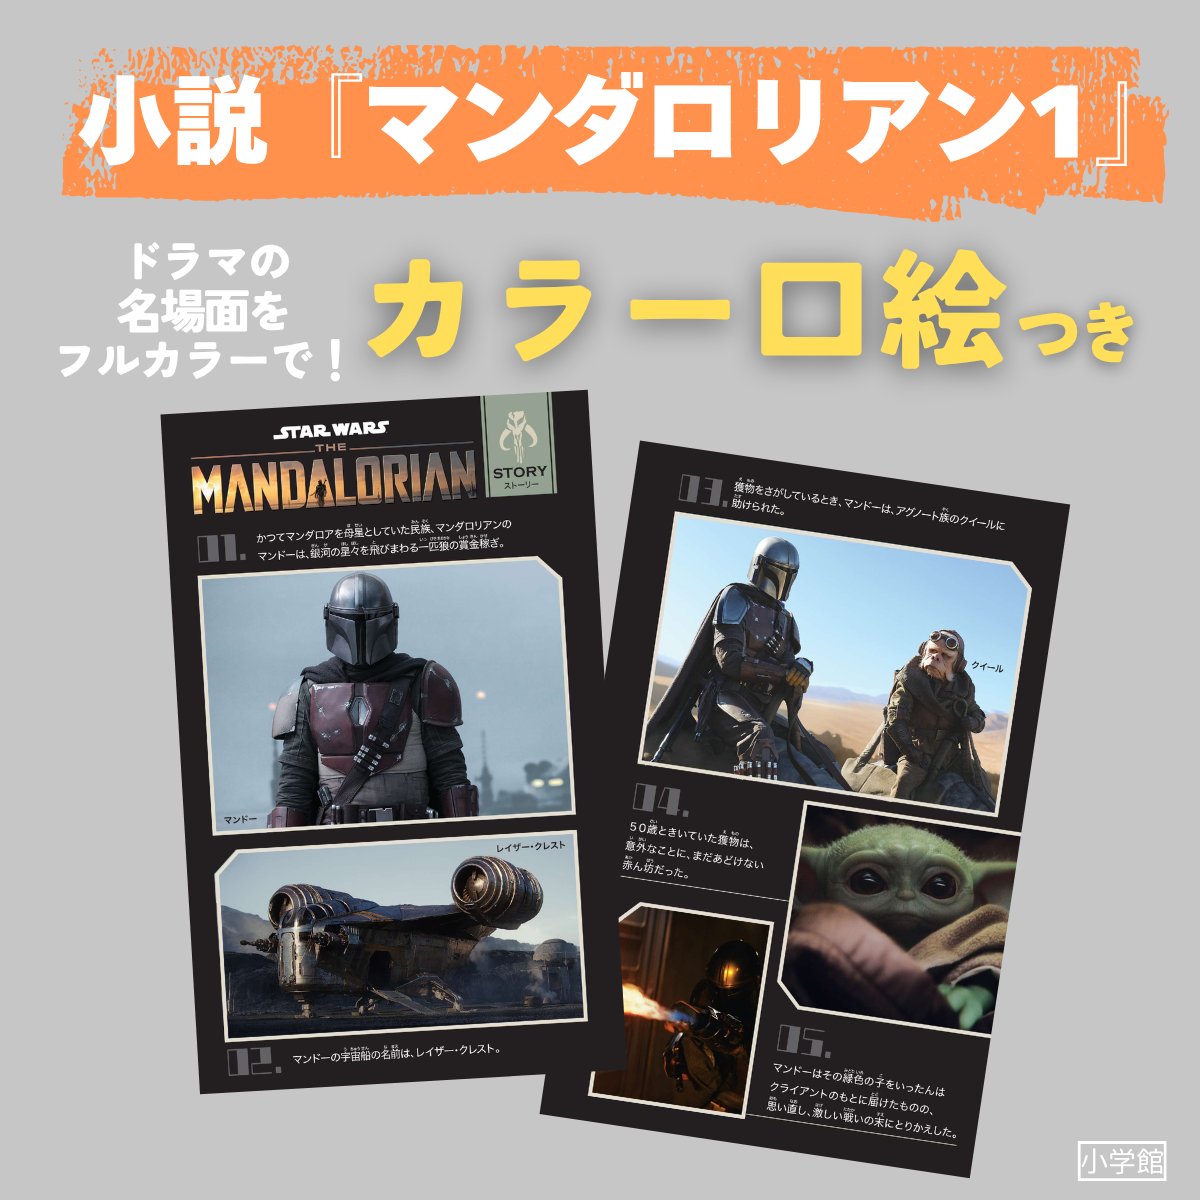 小説『マンダロリアン1』
ドラマの
名場面を
フルカラーで!
カラー口絵つき
STAR WARS
THE
MANDALORIAN
STORY
ストーリー
01.
かつてマンダロアを母星としていた民族、マンダロリアンの
マンドーは、銀河の星々を飛びまわる一匹狼の賞金稼ぎ。
マンドー
レイザー・クレスト
02.
マンドーの宇宙船の名前は、レイザー・クレスト。
03.
獲物をさがしているとき、マンドーは、アグノート族のクイールに
助けられた。
クイール
04.
50歳ときいていた獲物は、
意外なことに、まだあどけない
赤ん坊だった。
05.
マンドーはその緑色の子をいったんは
クライアントのもとに届けたものの、
思い直し、激しい戦いの末にとりかえした。
小学館